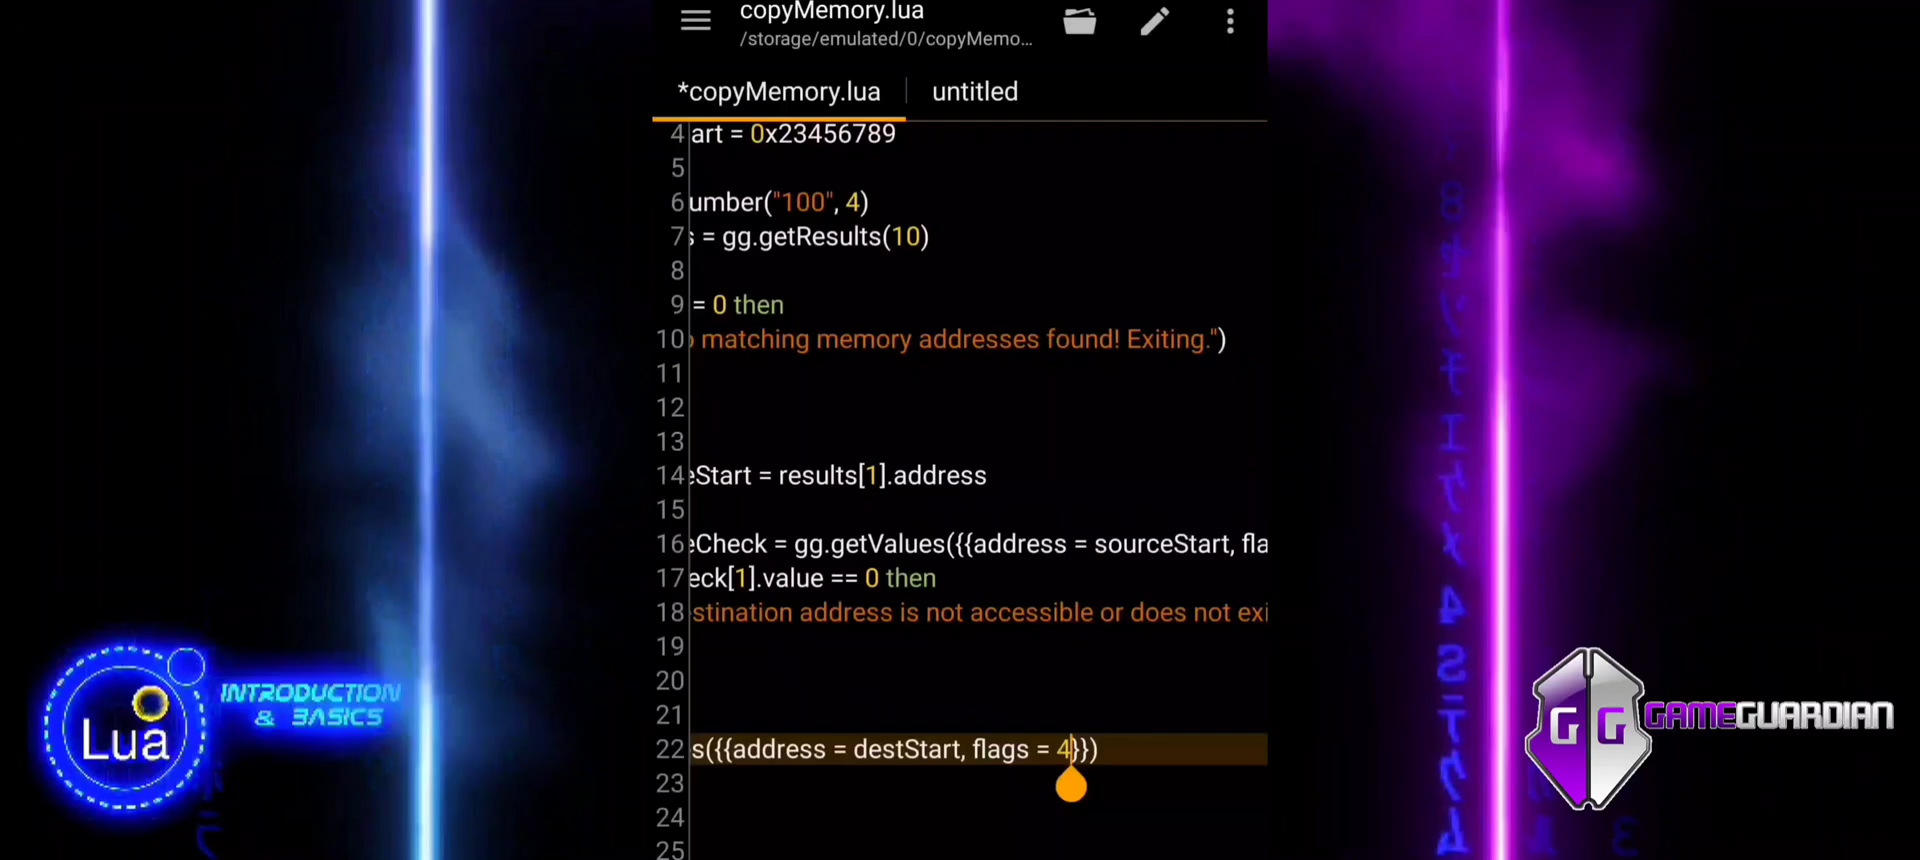 copyMemory.lua
/storage/emulated/0/copyMemo...
*copyMemory.lua
untitled
4 art = 0x23456789
5
6 umber("100", 4)
7 s = gg.getResults(10)
8
9 = 0 then
10 matching memory addresses found! Exiting.")
11
12
13
14 eStart = results[1].address
15
16 eCheck = gg.getValues({{address = sourceStart, fla
17 eck[1].value == 0 then
18 stination address is not accessible or does not exi
19
20
21
22 s({{address = destStart, flags = 4}})
23
24
25
Lua
INTRODUCTION
& BASICS
GG
GAMEGUARDIAN